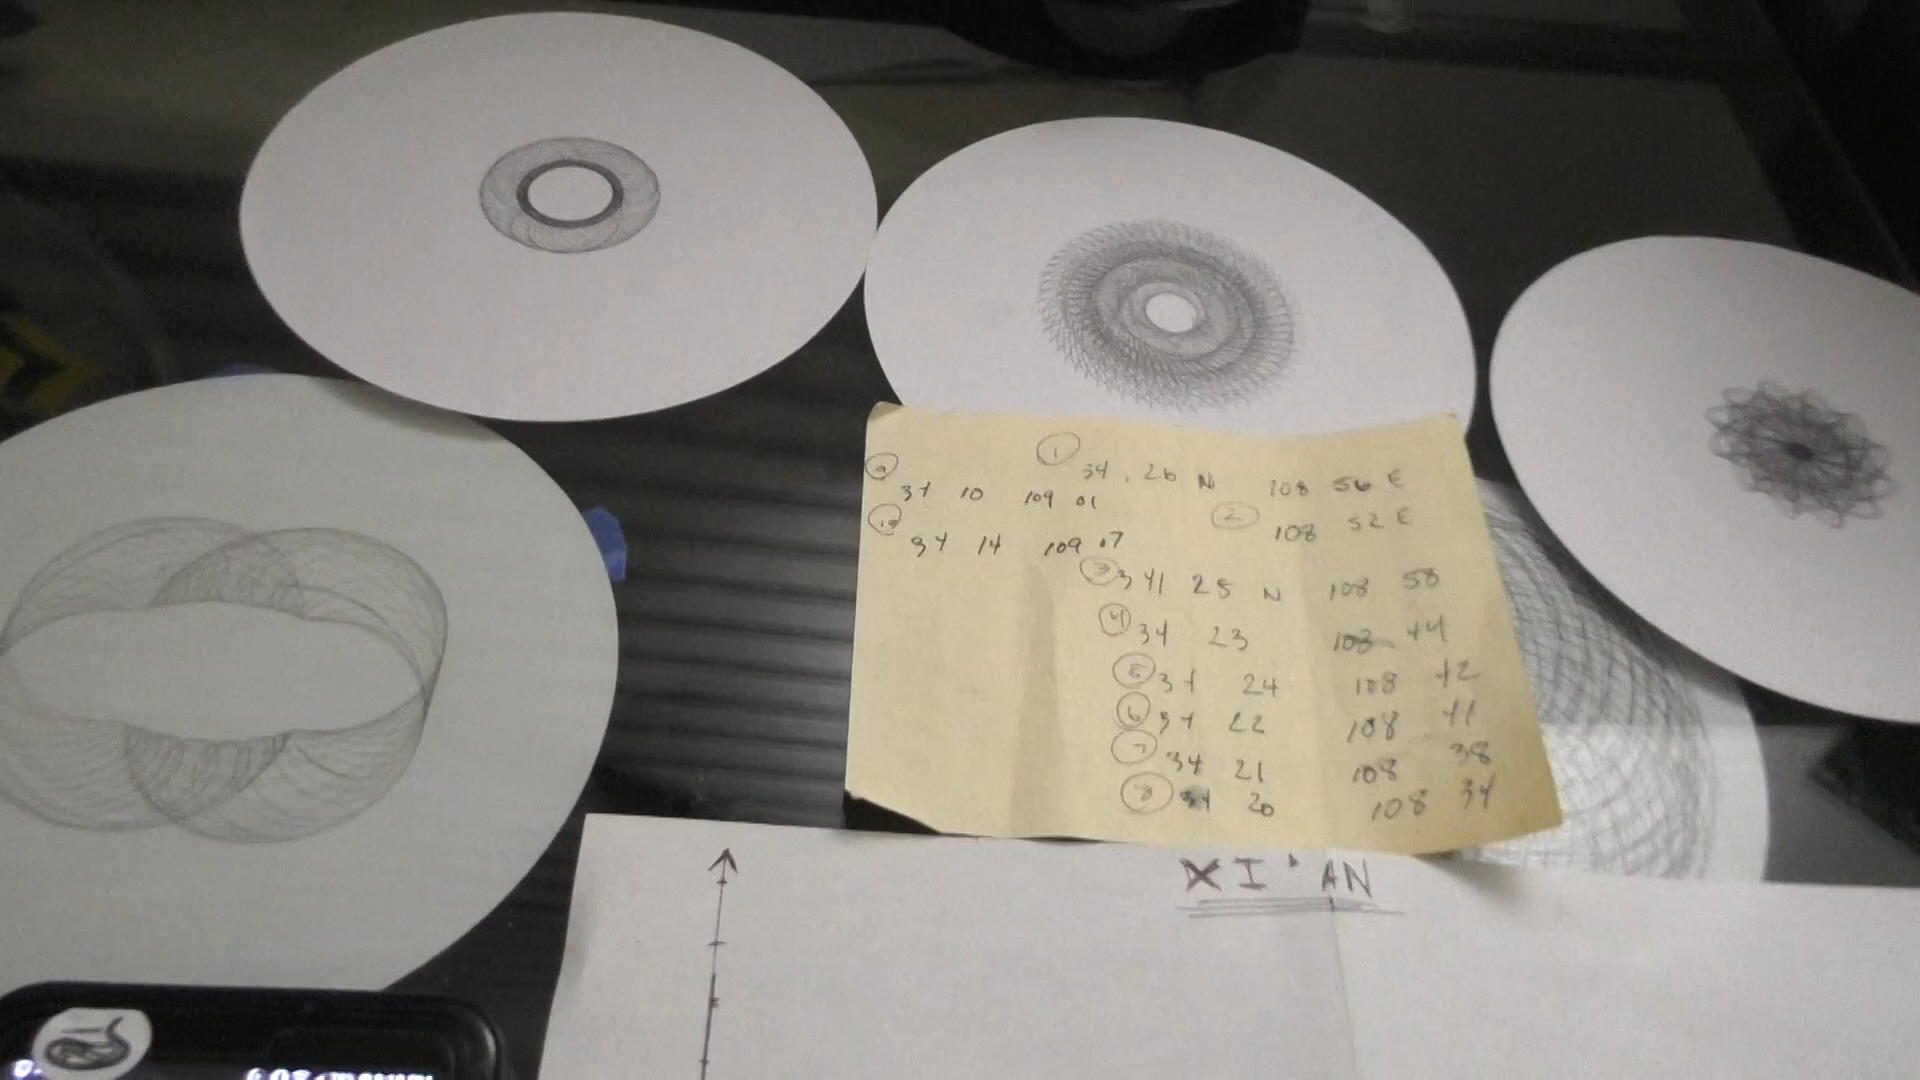 ① 34 . 26 N 108 56 E
⑨ 34 10 109 01
② 108 52 E
⑩ 34 14 109 07
③ 34 25 N 108 58
④ 34 23 108 44
⑤ 34 24 108 42
⑥ 34 22 108 41
⑦ 34 21 108 38
⑧ 34 20 108 34
XI'AN